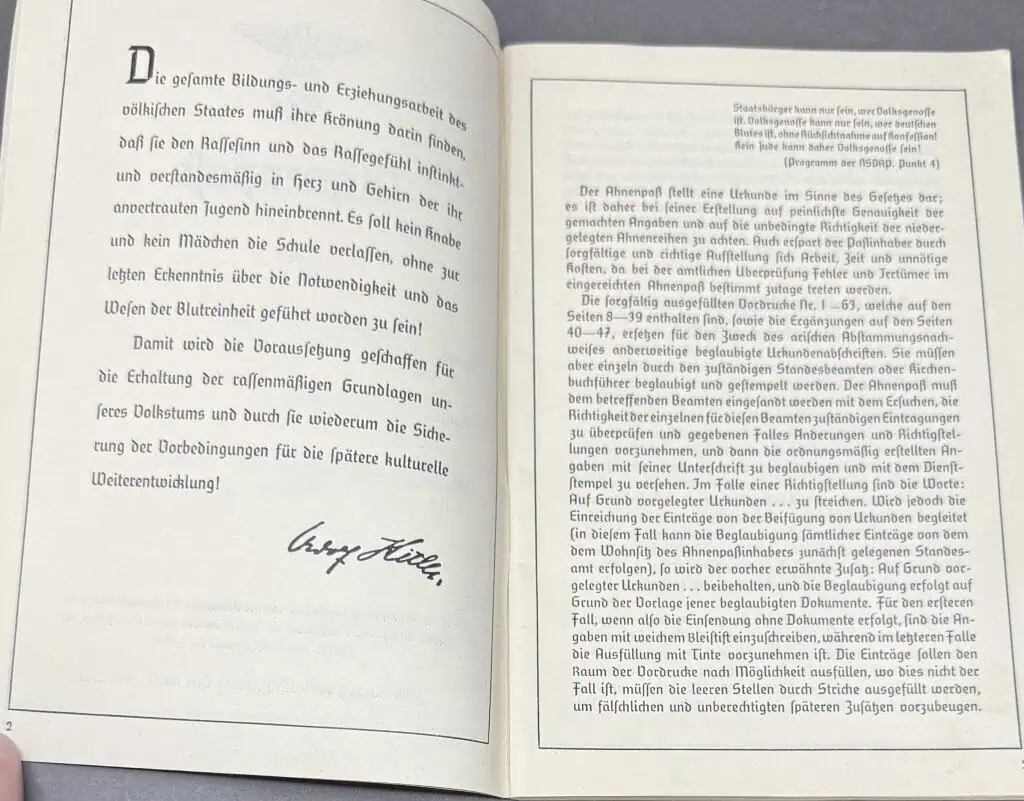 Die gesamte Bildungs- und Erziehungsarbeit des
völkischen Staates muß ihre Krönung darin finden,
daß sie den Rassesinn und das Rassegefühl instinkt-
und verstandesmäßig in Herz und Gehirn der ihr
anvertrauten Jugend hineinbrennt. Es soll kein Knabe
und kein Mädchen die Schule verlassen, ohne zur
letzten Erkenntnis über die Notwendigkeit und das
Wesen der Blutreinheit geführt worden zu sein!
Damit wird die Voraussetzung geschaffen für
die Erhaltung der rassenmäßigen Grundlagen un-
seres Volkstums und durch sie wiederum die Siche-
rung der Vorbedingungen für die spätere kulturelle
Weiterentwicklung!
Adolf Hitler.
2
Staatsbürger kann nur sein, wer Volksgenosse
ist. Volksgenosse kann nur sein, wer deutschen
Blutes ist, ohne Rücksichtnahme auf Konfession!
Kein Jude kann daher Volksgenosse sein!
(Programm der NSDAP. Punkt 4)
Der Ahnenpaß stellt eine Urkunde im Sinne des Gesetzes dar;
es ist daher bei seiner Erstellung auf peinlichste Genauigkeit der
gemachten Angaben und auf die unbedingte Richtigkeit der nieder-
gelegten Ahnenreihen zu achten. Auch erspart der Paßinhaber durch
sorgfältige und richtige Aufstellung sich Arbeit, Zeit und unnötige
Kosten, da bei der amtlichen Überprüfung Fehler und Irrtümer im
eingereichten Ahnenpaß bestimmt zutage treten werden.
Die sorgfältig ausgefüllten Vordrucke Nr. 1—63, welche auf den
Seiten 8—39 enthalten sind, sowie die Ergänzungen auf den Seiten
40—47, ersetzen für den Zweck des arischen Abstammungsnach-
weises anderweitige beglaubigte Urkundenabschriften. Sie müssen
aber einzeln durch den zuständigen Standesbeamten oder Kirchen-
buchführer beglaubigt und gestempelt werden. Der Ahnenpaß muß
dem betreffenden Beamten eingesandt werden mit dem Ersuchen, die
Richtigkeit der einzelnen für diesen Beamten zuständigen Eintragungen
zu überprüfen und gegebenen Falles Änderungen und Richtigstel-
lungen vorzunehmen, und dann die ordnungsmäßig erstellten An-
gaben mit seiner Unterschrift zu beglaubigen und mit dem Dienst-
stempel zu versehen. Im Falle einer Richtigstellung sind die Worte:
Auf Grund vorgelegter Urkunden . . . zu streichen. Wird jedoch die
Einreichung der Einträge von der Beifügung von Urkunden begleitet
(in diesem Fall kann die Beglaubigung sämtlicher Einträge von dem
dem Wohnsitz des Ahnenpaßinhabers zunächst gelegenen Standes-
amt erfolgen), so wird der vorher erwähnte Zusatz: Auf Grund vor-
gelegter Urkunden . . . beibehalten, und die Beglaubigung erfolgt auf
Grund der Vorlage jener beglaubigten Dokumente. Für den ersteren
Fall, wenn also die Einsendung ohne Dokumente erfolgt, sind die An-
gaben mit weichem Bleistift einzuschreiben, während im letzteren Falle
die Ausfüllung mit Tinte vorzunehmen ist. Die Einträge sollen den
Raum der Vordrucke nach Möglichkeit ausfüllen, wo dies nicht der
Fall ist, müssen die leeren Stellen durch Striche ausgefüllt werden,
um fälschlichen und unberechtigten späteren Zusätzen vorzubeugen.